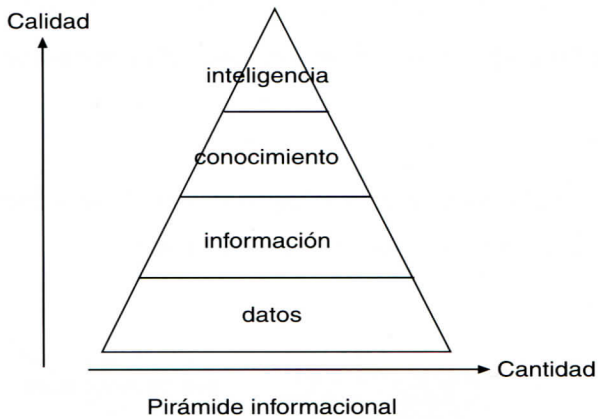 Calidad
inteligencia
conocimiento
información
datos
Cantidad
Pirámide informacional